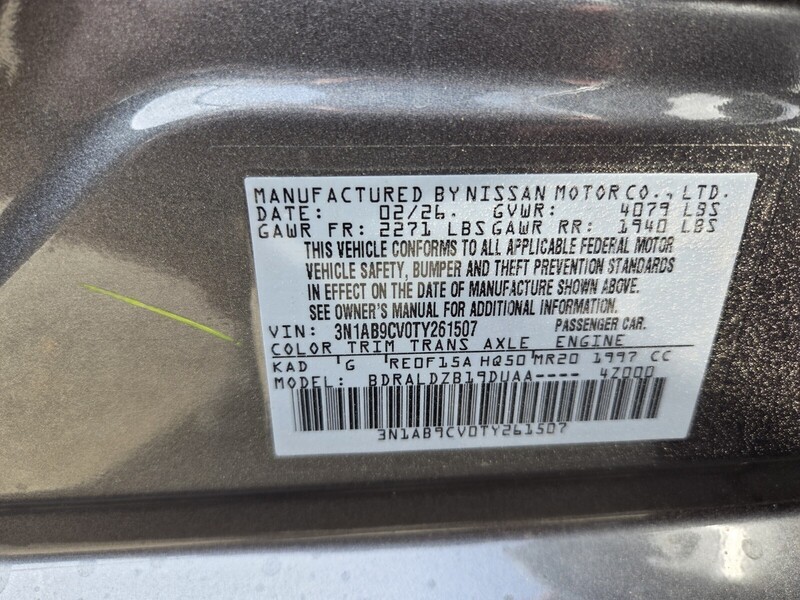 MANUFACTURED BY NISSAN MOTOR CO., LTD.
DATE: 02/26. GVWR: 4079 LBS
GAWR FR: 2271 LBS GAWR RR: 1940 LBS
THIS VEHICLE CONFORMS TO ALL APPLICABLE FEDERAL MOTOR
VEHICLE SAFETY, BUMPER AND THEFT PREVENTION STANDARDS
IN EFFECT ON THE DATE OF MANUFACTURE SHOWN ABOVE.
SEE OWNER'S MANUAL FOR ADDITIONAL INFORMATION.
VIN: 3N1AB9CV0TY261507 PASSENGER CAR.
COLOR TRIM TRANS AXLE ENGINE
KAD G RE0F15A HQ50 MR20 1997 CC
MODEL: BDRALDZB19DUAA---- 4Z000
3N1AB9CV0TY261507